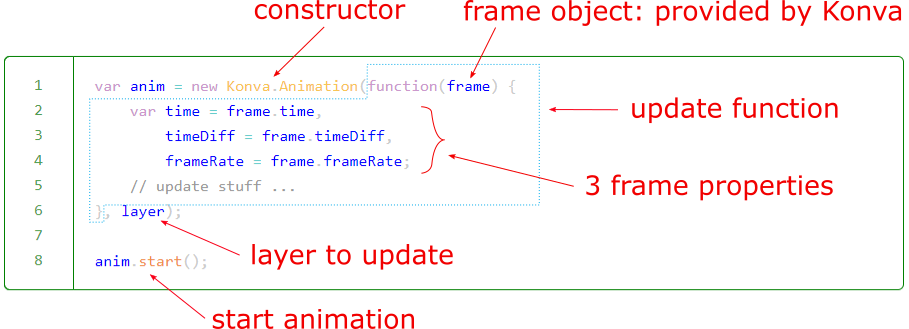 constructor
frame object: provided by Konva
1 var anim = new Konva.Animation(function(frame) {
2 var time = frame.time,
update function
3 timeDiff = frame.timeDiff,
4 frameRate = frame.frameRate;
5 // update stuff ...
3 frame properties
6 }, layer);
7
layer to update
8 anim.start();
start animation